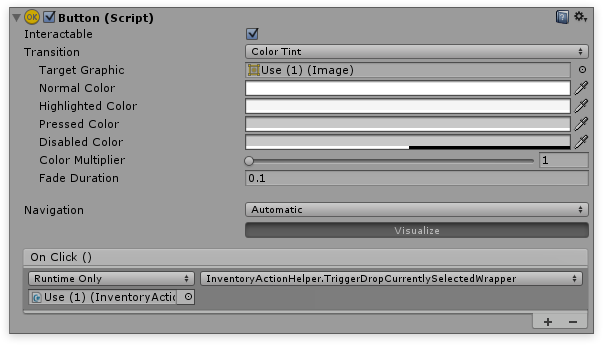 OK Button (Script)
Interactable
Transition Color Tint
Target Graphic Use (1) (Image)
Normal Color
Highlighted Color
Pressed Color
Disabled Color
Color Multiplier 1
Fade Duration 0.1
Navigation Automatic
Visualize
On Click ()
Runtime Only InventoryActionHelper.TriggerDropCurrentlySelectedWrapper
Use (1) (InventoryActio